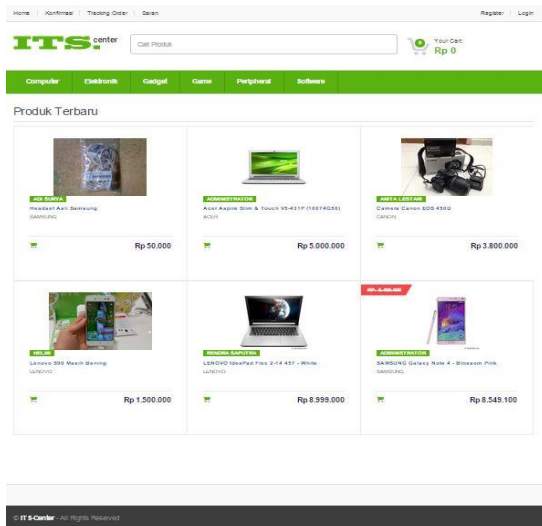 Home Konfirmasi Tracking Order Saran
Register Login
ITS.center
Cari Produk
0
Your Cart
Rp 0
Computer Elektronik Gadget Game Peripheral Software
Produk Terbaru
ADI SURYA
Headset Asli Samsung
SAMSUNG
Rp 50.000
ADMINISTRATOR
Acer Aspire Slim & Touch
ACER
Rp 5.000.000
ANITA LESTARI
Camera Canon EOS 450D
CANON
Rp 3.800.000
HELMI
Lenovo S90 Masih Bening
LENOVO
Rp 1.500.000
RENDRA SAPUTRA
LENOVO IdeaPad Flex 2-14 457 - White
LENOVO
Rp 8.999.000
ADMINISTRATOR
SAMSUNG Galaxy Note 4 - Blossom Pink
SAMSUNG
Rp 8.549.100
© ITS-Center - All Rights Reserved